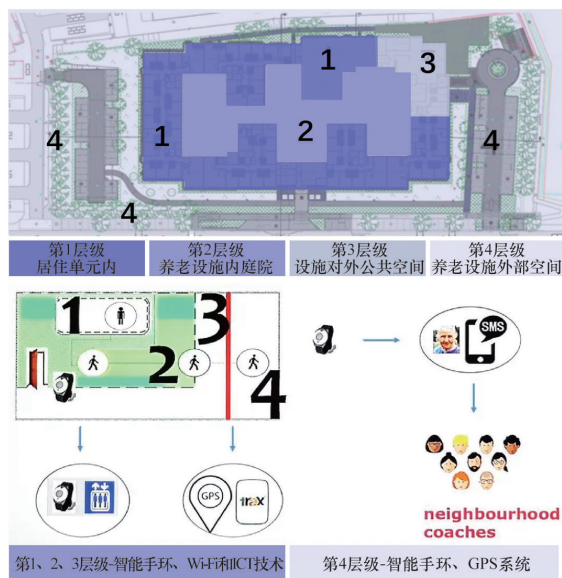 1
3
1
2
4
4
4
第1层级
居住单元内
第2层级
养老设施内庭院
第3层级
设施对外公共空间
第4层级
养老设施外部空间
1
3
2
4
SMS
GPS
trax
neighbourhood
coaches
第1、2、3层级-智能手环、Wi-Fi和ICT技术
第4层级-智能手环、GPS系统